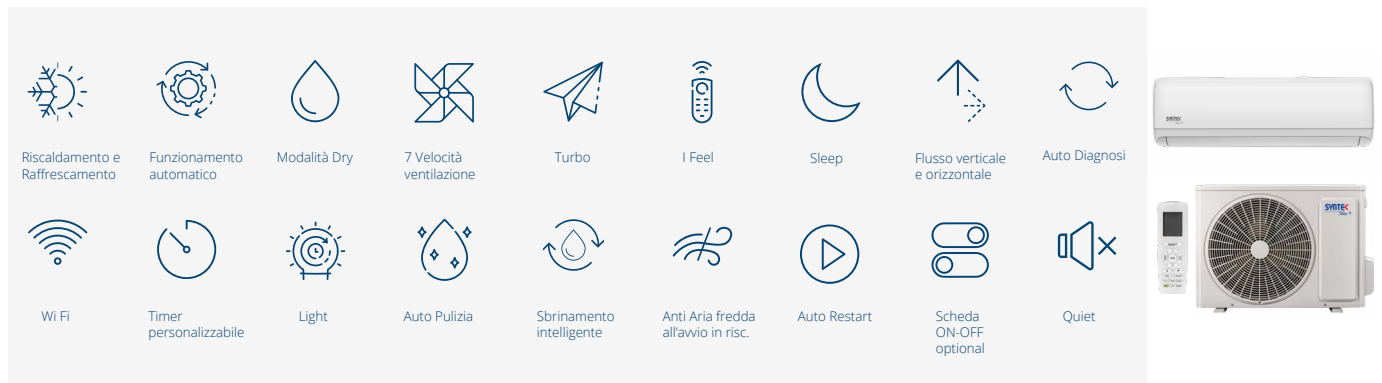 Riscaldamento e
Raffrescamento
Funzionamento
automatico
Modalità Dry
7 Velocità
ventilazione
Turbo
I Feel
Sleep
Flusso verticale
e orizzontale
Auto Diagnosi
Wi Fi
Timer
personalizzabile
Light
Auto Pulizia
Sbrinamento
intelligente
Anti Aria fredda
all'avvio in risc.
Auto Restart
Scheda
ON-OFF
optional
Quiet
SYNTEK
SYNTEK